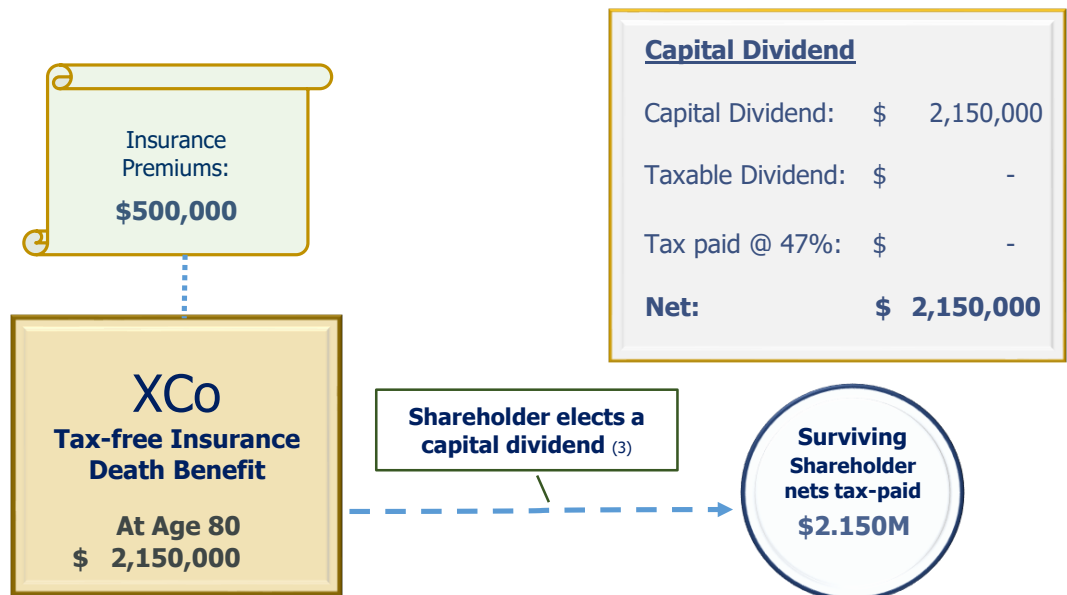 Insurance
Premiums:
$500,000
Capital Dividend
Capital Dividend: $ 2,150,000
Taxable Dividend: $ -
Tax paid @ 47%: $ -
Net: $ 2,150,000
XCo
Tax-free Insurance
Death Benefit
At Age 80
$ 2,150,000
Shareholder elects a
capital dividend (3)
Surviving
Shareholder
nets tax-paid
$2.150M